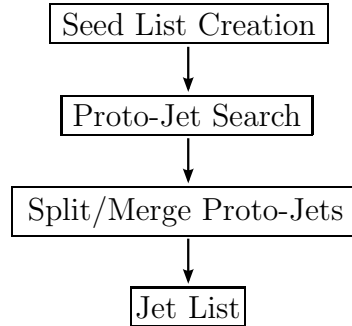 Seed List Creation
Proto-Jet Search
Split/Merge Proto-Jets
Jet List